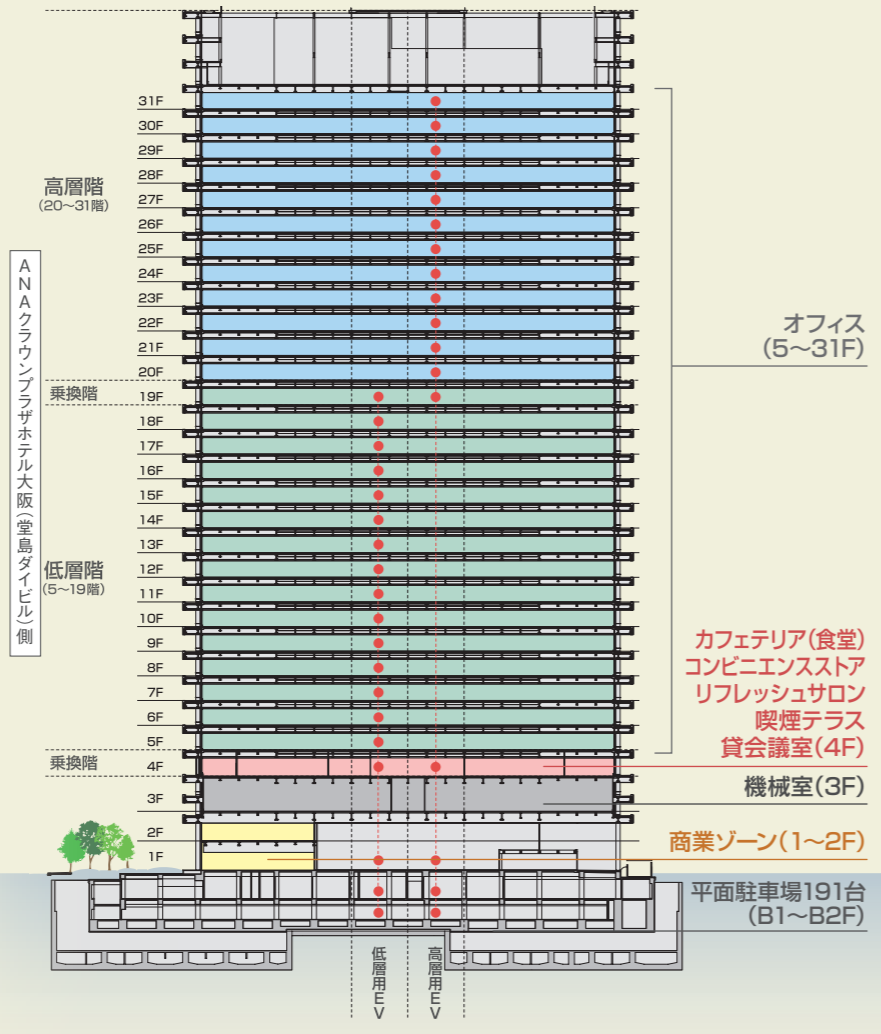 31F
30F
29F
28F
高層階
(20〜31階)
27F
26F
25F
24F
23F
22F
21F
20F
乗換階
19F
18F
17F
16F
15F
14F
13F
低層階
(5〜19階)
12F
11F
10F
9F
8F
7F
6F
5F
乗換階
4F
3F
2F
1F
ANAクラウンプラザホテル大阪(堂島ダイビル)側
オフィス
(5〜31F)
カフェテリア(食堂)
コンビニエンスストア
リフレッシュサロン
喫煙テラス
貸会議室(4F)
機械室(3F)
商業ゾーン(1〜2F)
平面駐車場191台
(B1〜B2F)
低層用EV
高層用EV